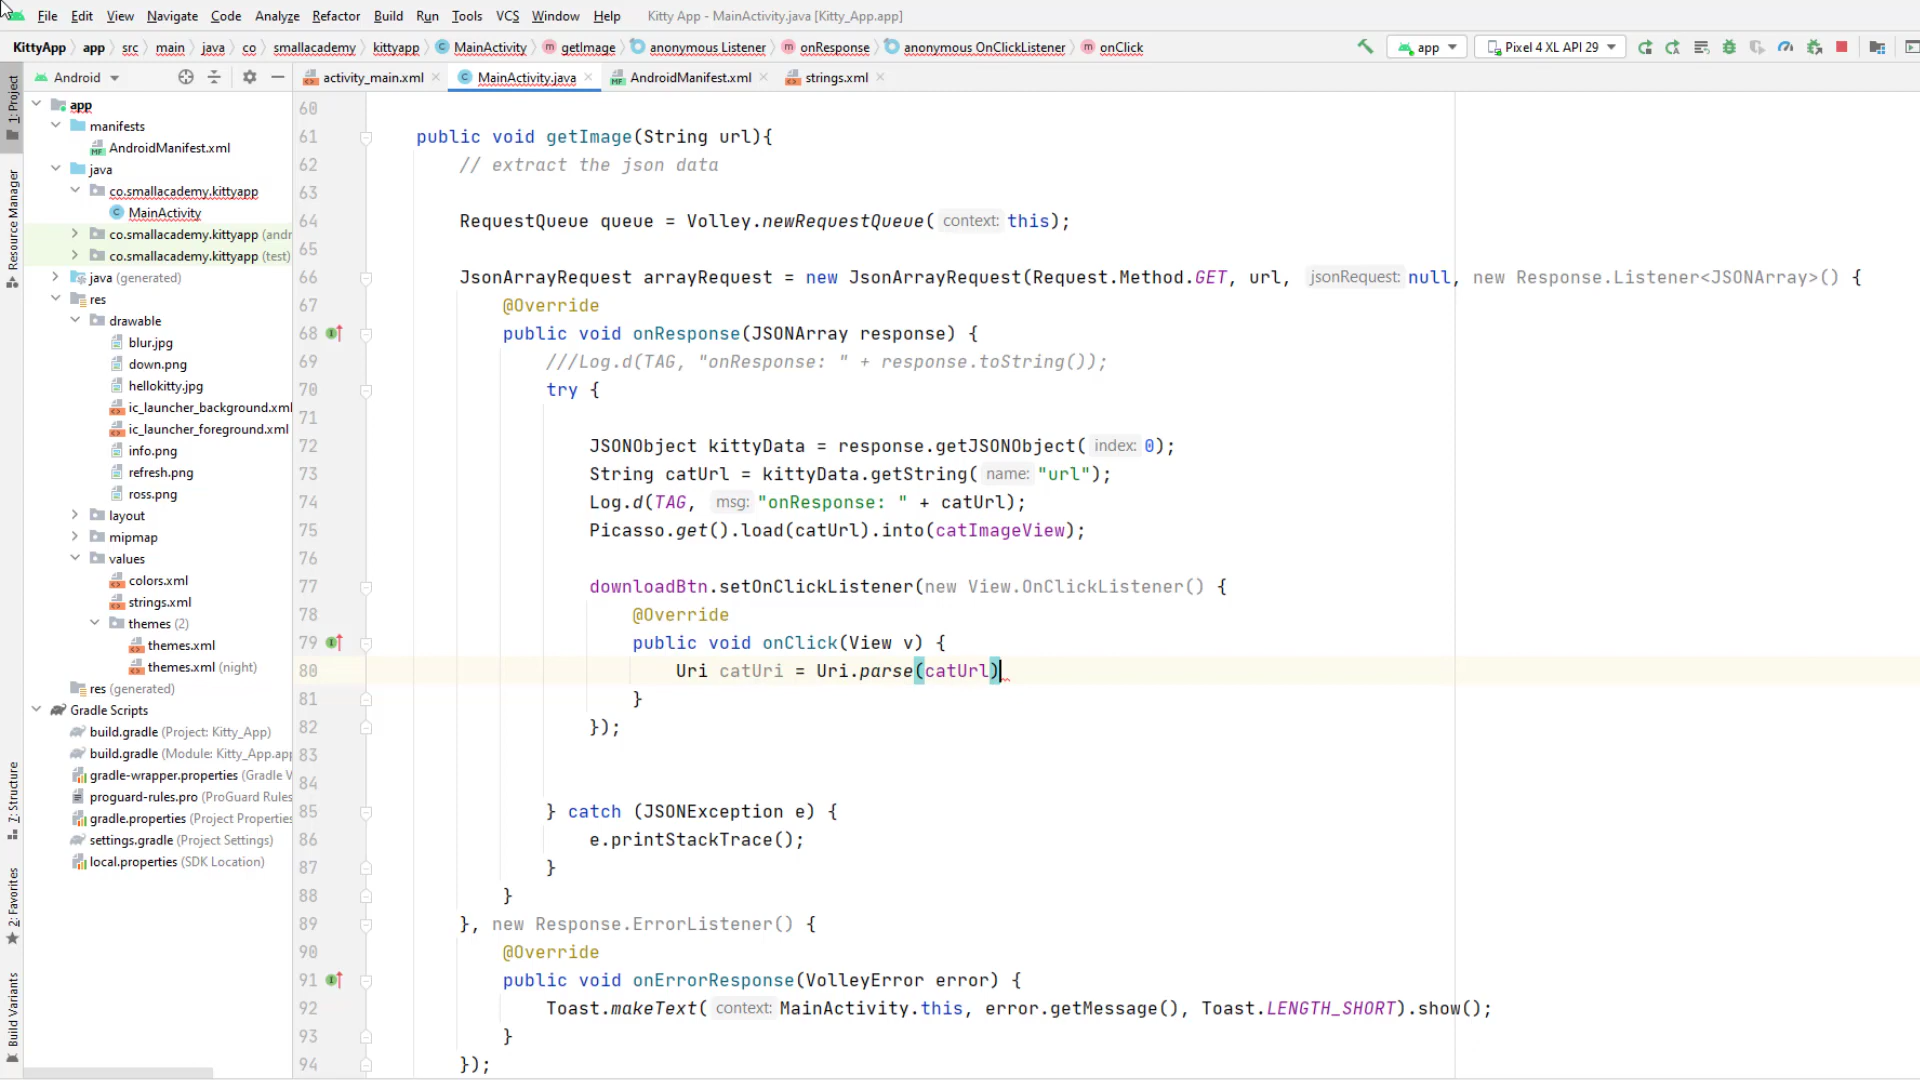 File Edit View Navigate Code Analyze Refactor Build Run Tools VCS Window Help Kitty App - MainActivity.java [Kitty_App.app]
KittyApp app src main java co smallacademy kittyapp MainActivity getImage anonymous Listener onResponse anonymous OnClickListener onClick app Pixel 4 XL API 29
Android activity_main.xml MainActivity.java AndroidManifest.xml strings.xml
1: Project
Resource Manager
7: Structure
2: Favorites
Build Variants
app
manifests
AndroidManifest.xml
java
co.smallacademy.kittyapp
MainActivity
co.smallacademy.kittyapp (andr
co.smallacademy.kittyapp (test)
java (generated)
res
drawable
blur.jpg
down.png
hellokitty.jpg
ic_launcher_background.xml
ic_launcher_foreground.xml
info.png
refresh.png
ross.png
layout
mipmap
values
colors.xml
strings.xml
themes (2)
themes.xml
themes.xml (night)
res (generated)
Gradle Scripts
build.gradle (Project: Kitty_App)
build.gradle (Module: Kitty_App.app
gradle-wrapper.properties (Gradle V
proguard-rules.pro (ProGuard Rules
gradle.properties (Project Properties
settings.gradle (Project Settings)
local.properties (SDK Location)
60
61 public void getImage(String url){
62 // extract the json data
63
64 RequestQueue queue = Volley.newRequestQueue( context: this);
65
66 JsonArrayRequest arrayRequest = new JsonArrayRequest(Request.Method.GET, url, jsonRequest: null, new Response.Listener<JSONArray>() {
67 @Override
68 public void onResponse(JSONArray response) {
69 ///Log.d(TAG, "onResponse: " + response.toString());
70 try {
71
72 JSONObject kittyData = response.getJSONObject( index: 0);
73 String catUrl = kittyData.getString( name: "url");
74 Log.d(TAG, msg: "onResponse: " + catUrl);
75 Picasso.get().load(catUrl).into(catImageView);
76
77 downloadBtn.setOnClickListener(new View.OnClickListener() {
78 @Override
79 public void onClick(View v) {
80 Uri catUri = Uri.parse(catUrl)
81 }
82 });
83
84
85 } catch (JSONException e) {
86 e.printStackTrace();
87 }
88 }
89 }, new Response.ErrorListener() {
90 @Override
91 public void onErrorResponse(VolleyError error) {
92 Toast.makeText( context: MainActivity.this, error.getMessage(), Toast.LENGTH_SHORT).show();
93 }
94 });